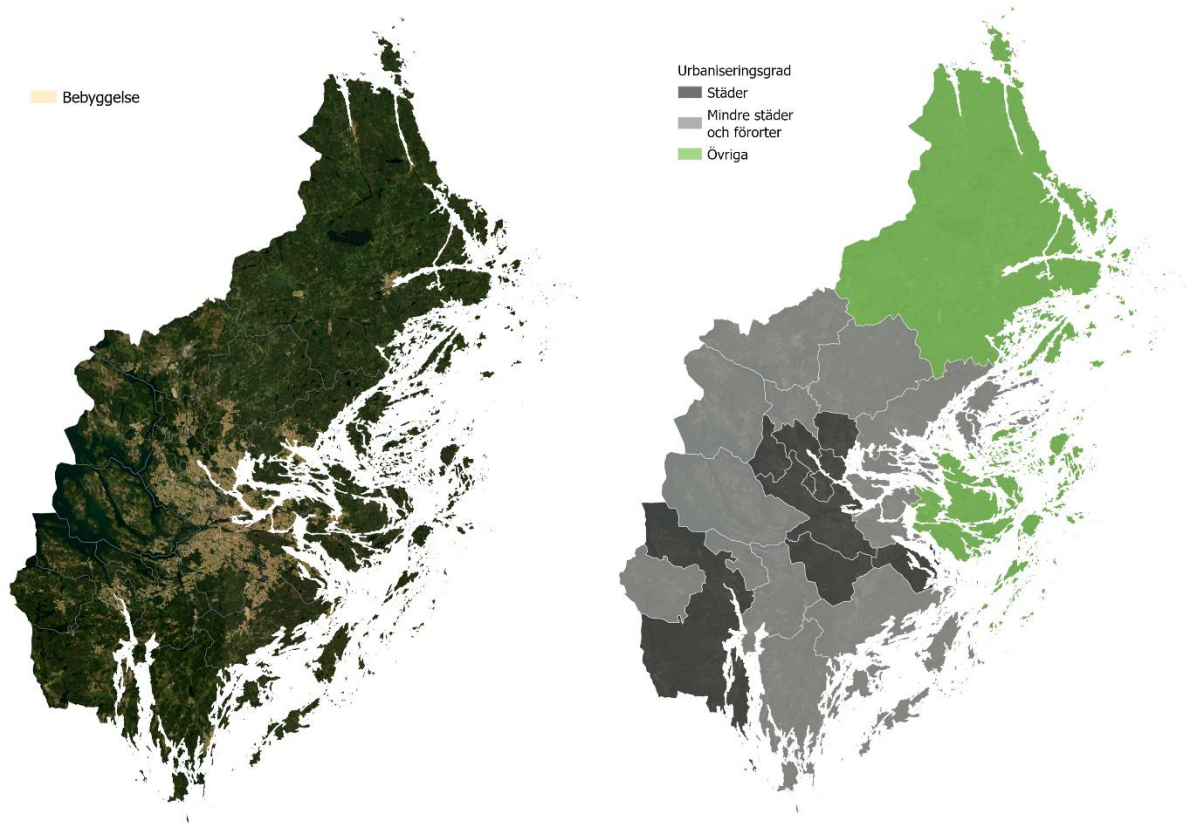 Bebyggelse
Urbaniseringsgrad
Städer
Mindre städer
och förorter
Övriga